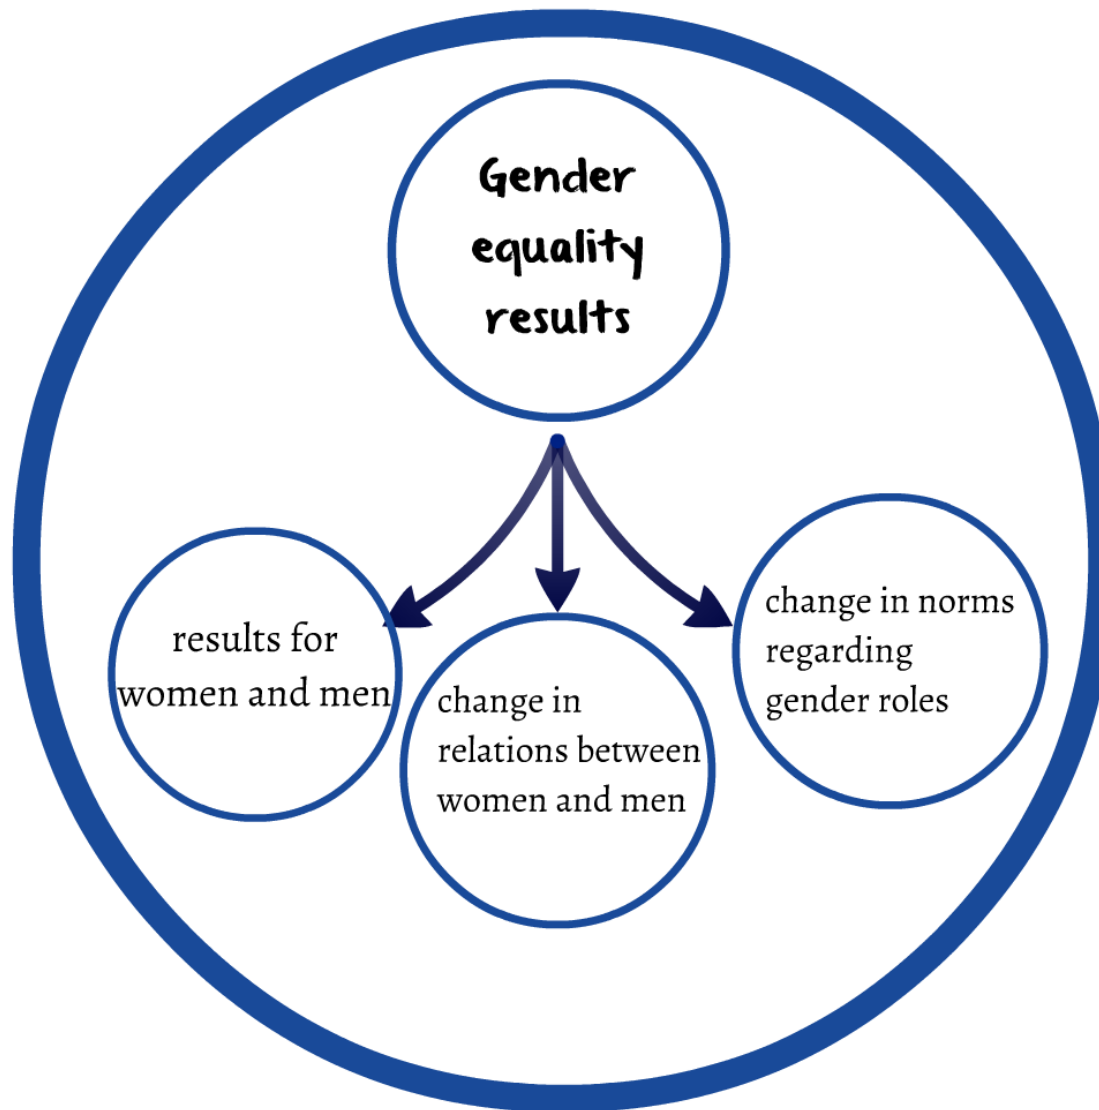 Gender
equality
results
results for
women and men
change in
relations between
women and men
change in norms
regarding
gender roles